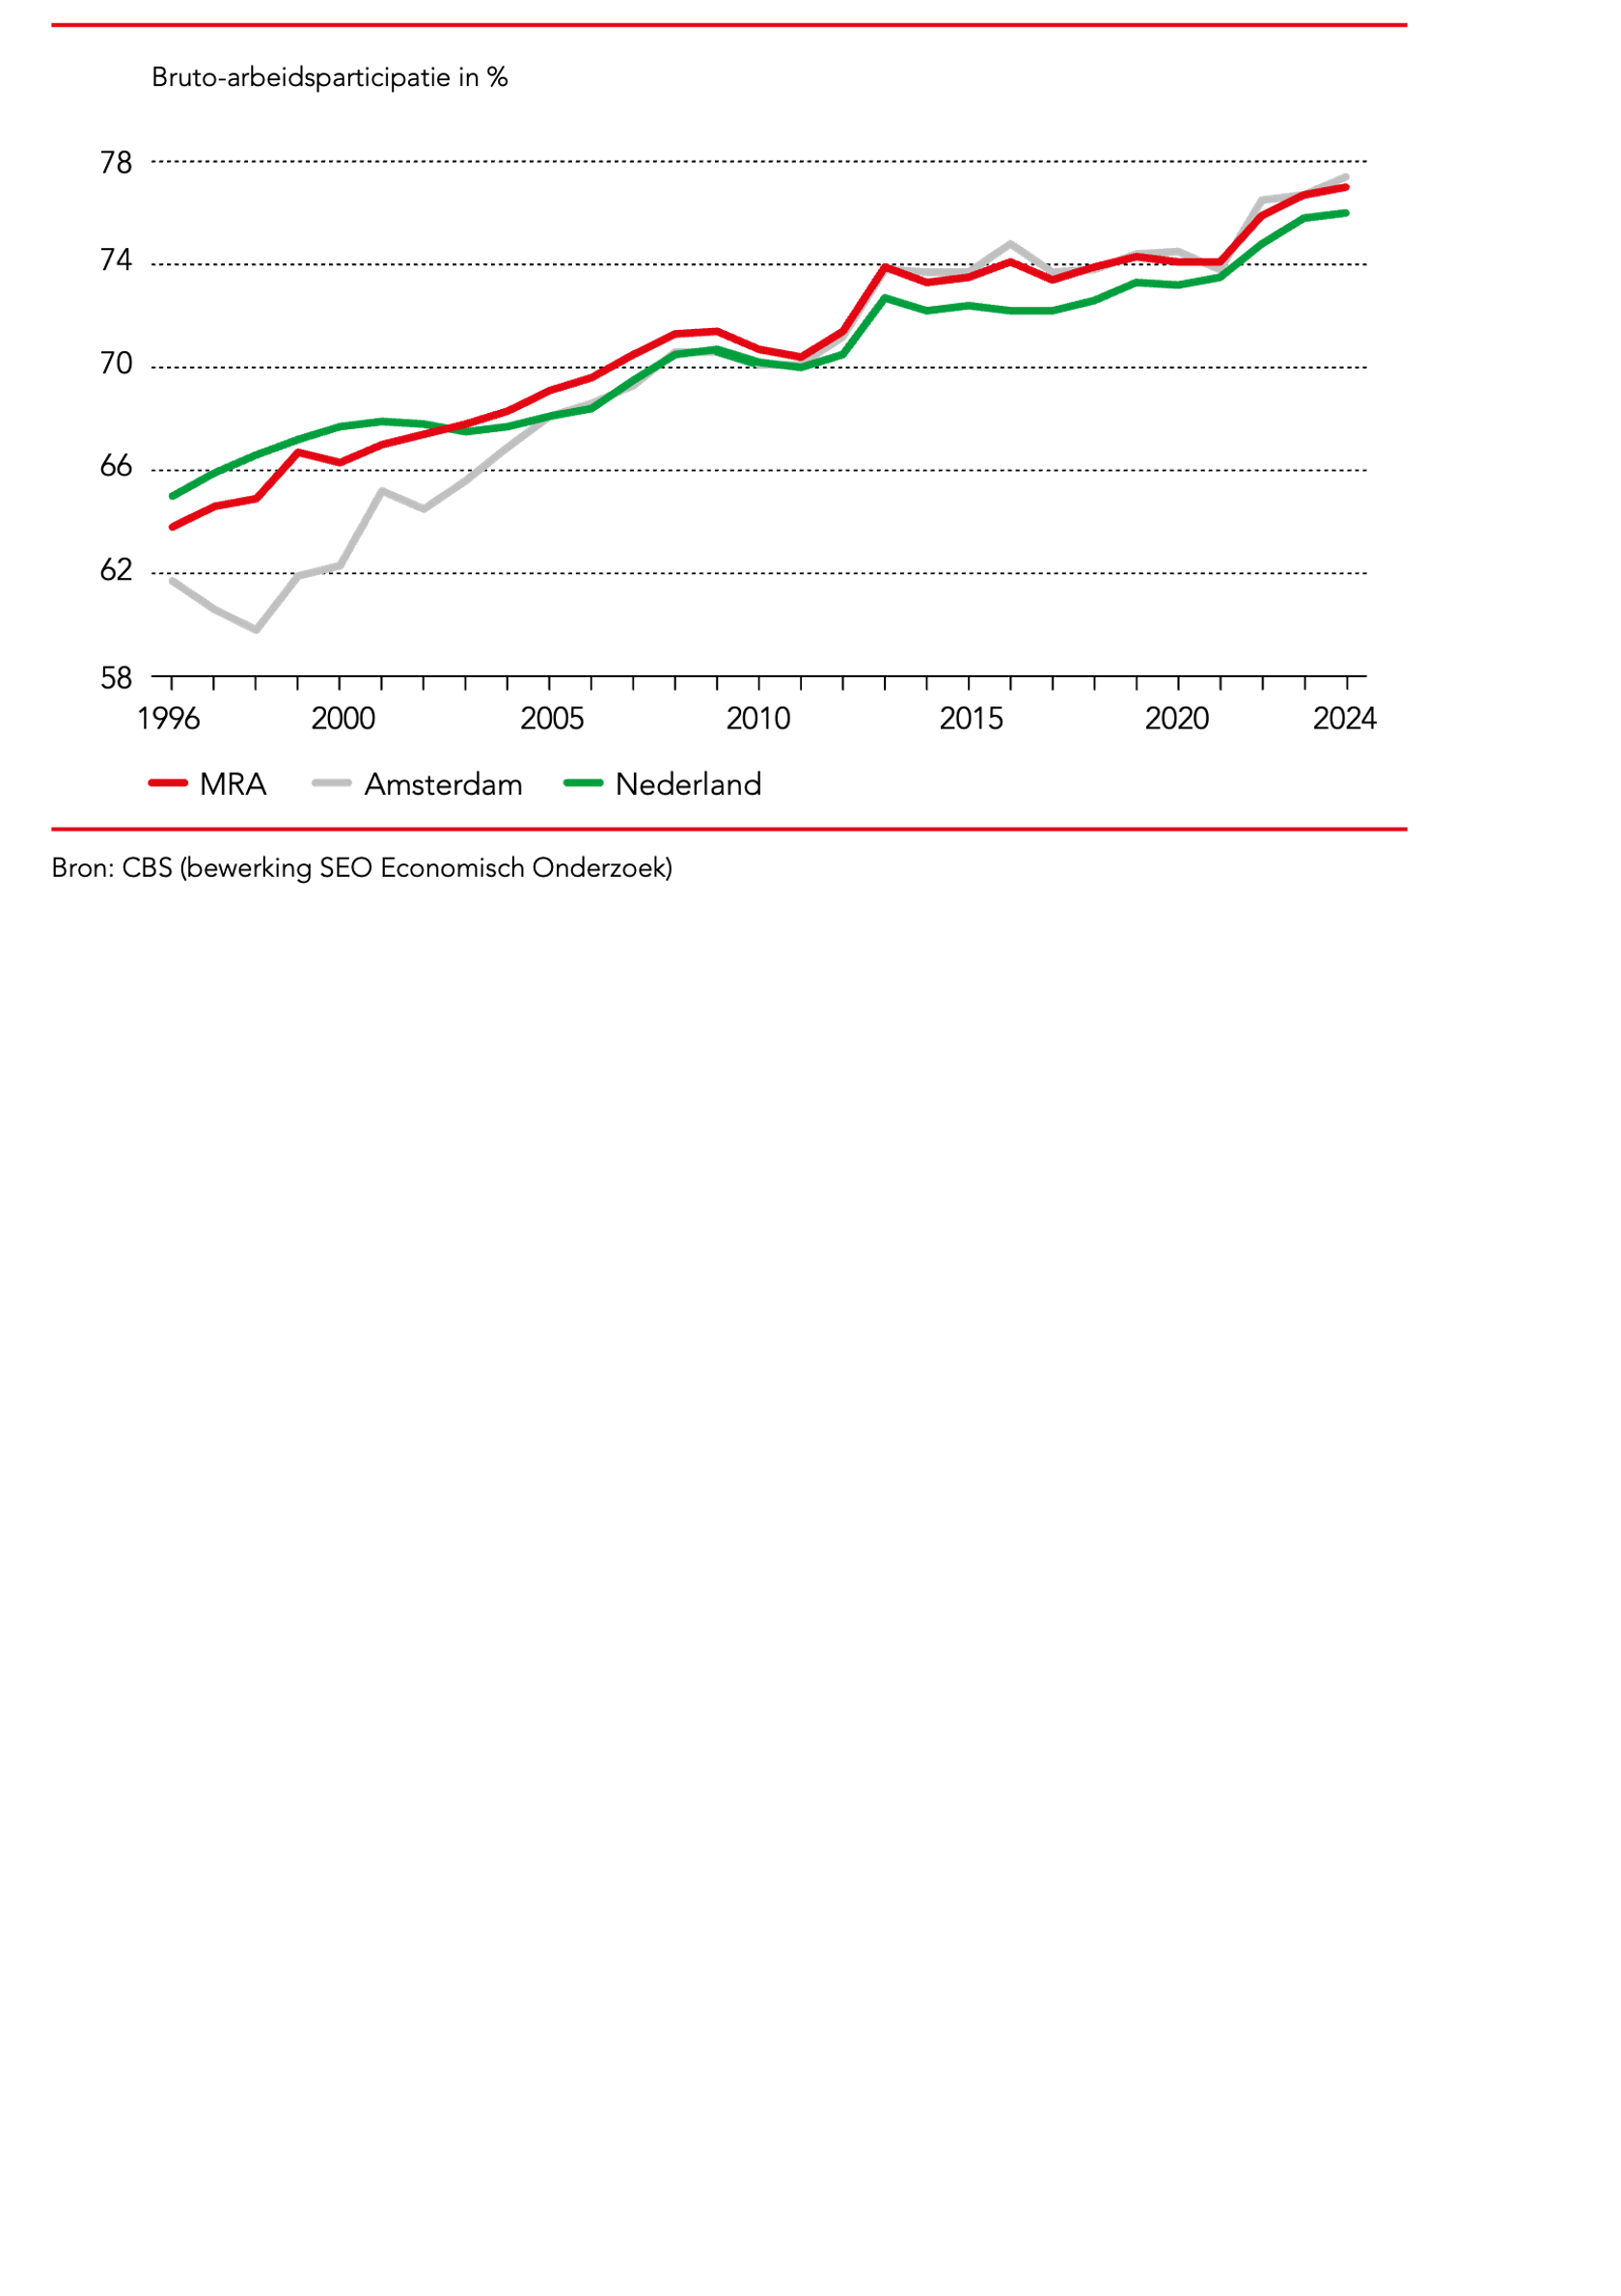 Bruto-arbeidsparticipatie in %
78
74
70
66
62
58
1996 2000 2005 2010 2015 2020 2024
MRA Amsterdam Nederland
Bron: CBS (bewerking SEO Economisch Onderzoek)